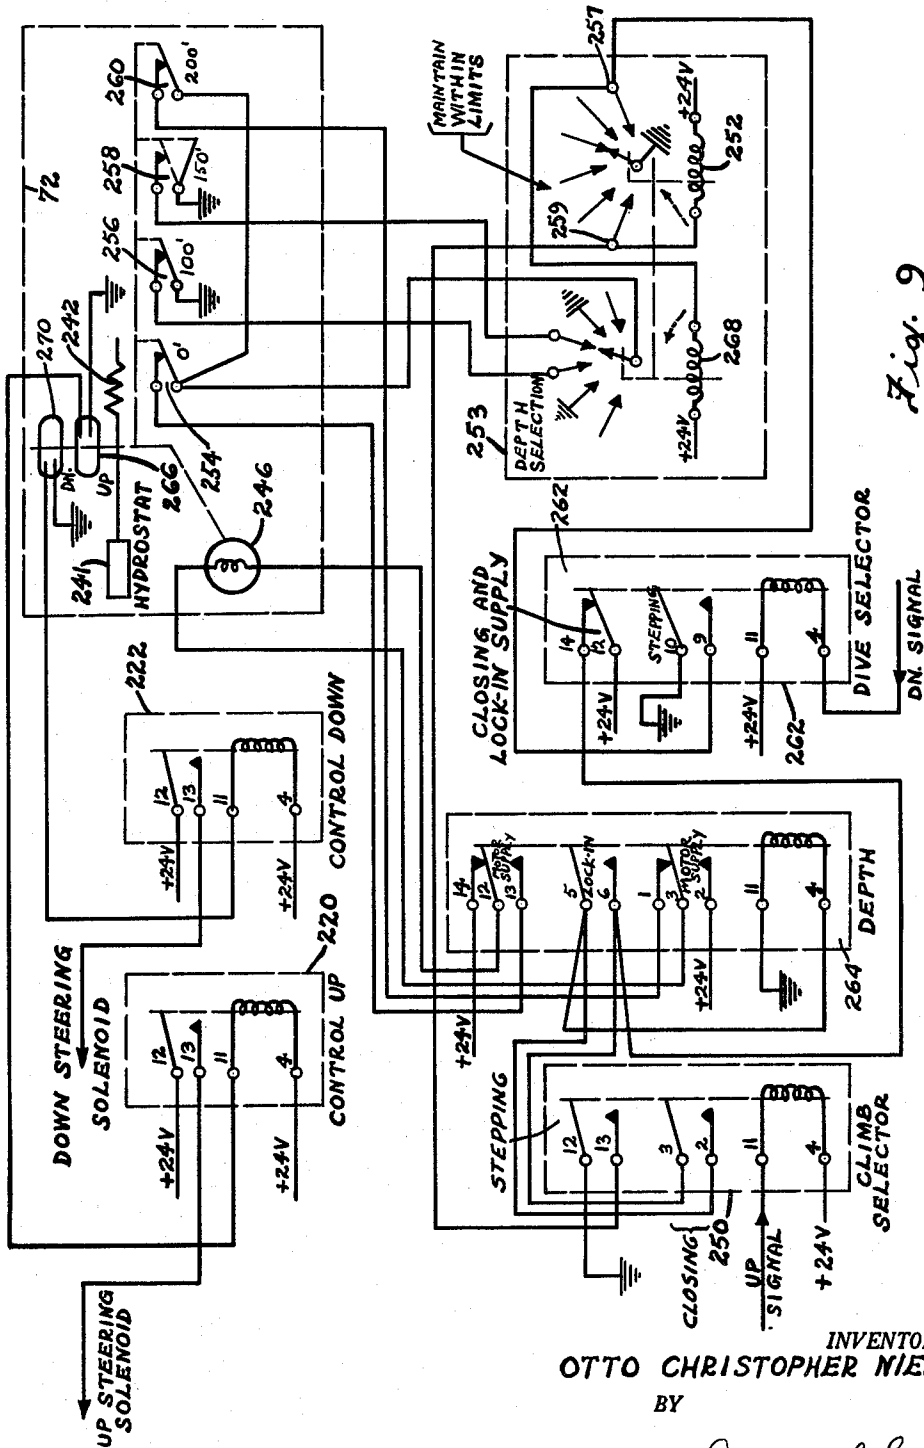 72
260
200'
258
150'
256
100'
270
242
0'
254
DN.
UP
266
246
241
HYDROSTAT
257
MAINTAIN
WITHIN
LIMITS
+24V
252
259
268
+24V
DEPTH
SELECTION
253
Fig. 9
222
12
13
11
4
+24V
+24V
CONTROL DOWN
DOWN STEERING
SOLENOID
220
12
13
11
4
+24V
+24V
CONTROL UP
UP STEERING
SOLENOID
CLOSING AND
LOCK-IN SUPPLY
262
14
12
STEPPING
10
9
11
4
+24V
+24V
262
DIVE SELECTOR
DN. SIGNAL
14
12
13
MOTOR
SUPPLY
5
6
LOCK-IN
1
3
2
MOTOR
SUPPLY
11
4
+24V
+24V
DEPTH
264
STEPPING
12
13
3
2
11
4
CLOSING
250
UP
SIGNAL
+24V
CLIMB
SELECTOR
INVENTO
OTTO CHRISTOPHER NIE
BY